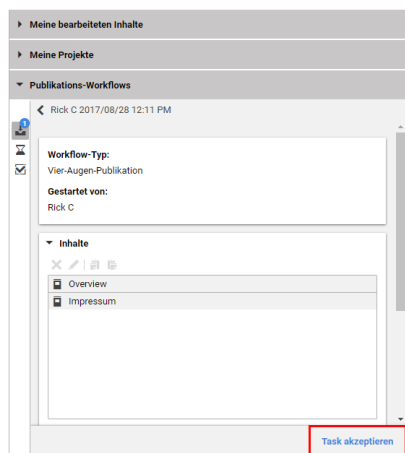 Meine bearbeiteten Inhalte
Meine Projekte
Publikations-Workflows
Rick C 2017/08/28 12:11 PM
1
Workflow-Typ:
Vier-Augen-Publikation
Gestartet von:
Rick C
Inhalte
Overview
Impressum
Task akzeptieren